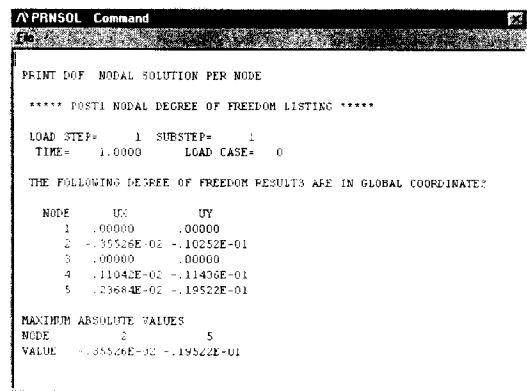 PRNSOL Command
File
PRINT DOF NODAL SOLUTION PER NODE
***** POST1 NODAL DEGREE OF FREEDOM LISTING *****
LOAD STEP= 1 SUBSTEP= 1
TIME= 1.0000 LOAD CASE= 0
THE FOLLOWING DEGREE OF FREEDOM RESULTS ARE IN GLOBAL COORDINATES
NODE UX UY
1 .00000 .00000
2 -.35526E-02 -.10252E-01
3 .00000 .00000
4 .11042E-02 -.11436E-01
5 .23684E-02 -.19522E-01
MAXIMUM ABSOLUTE VALUES
NODE 2 5
VALUE -.35526E-02 -.19522E-01